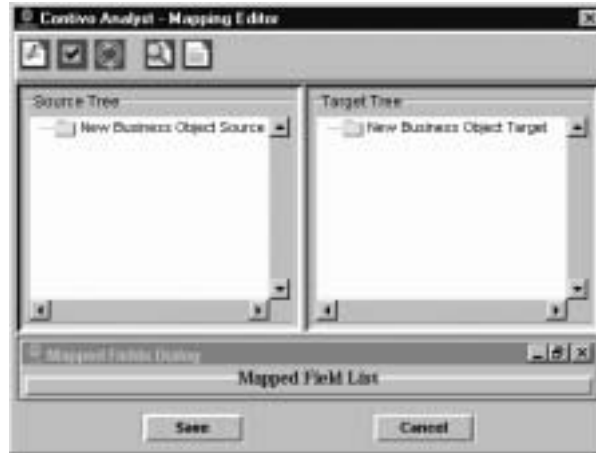 Contivo Analyst - Mapping Editor
Source Tree
New Business Object Source
Target Tree
New Business Object Target
Mapped Fields Dialog
Mapped Field List
Save
Cancel